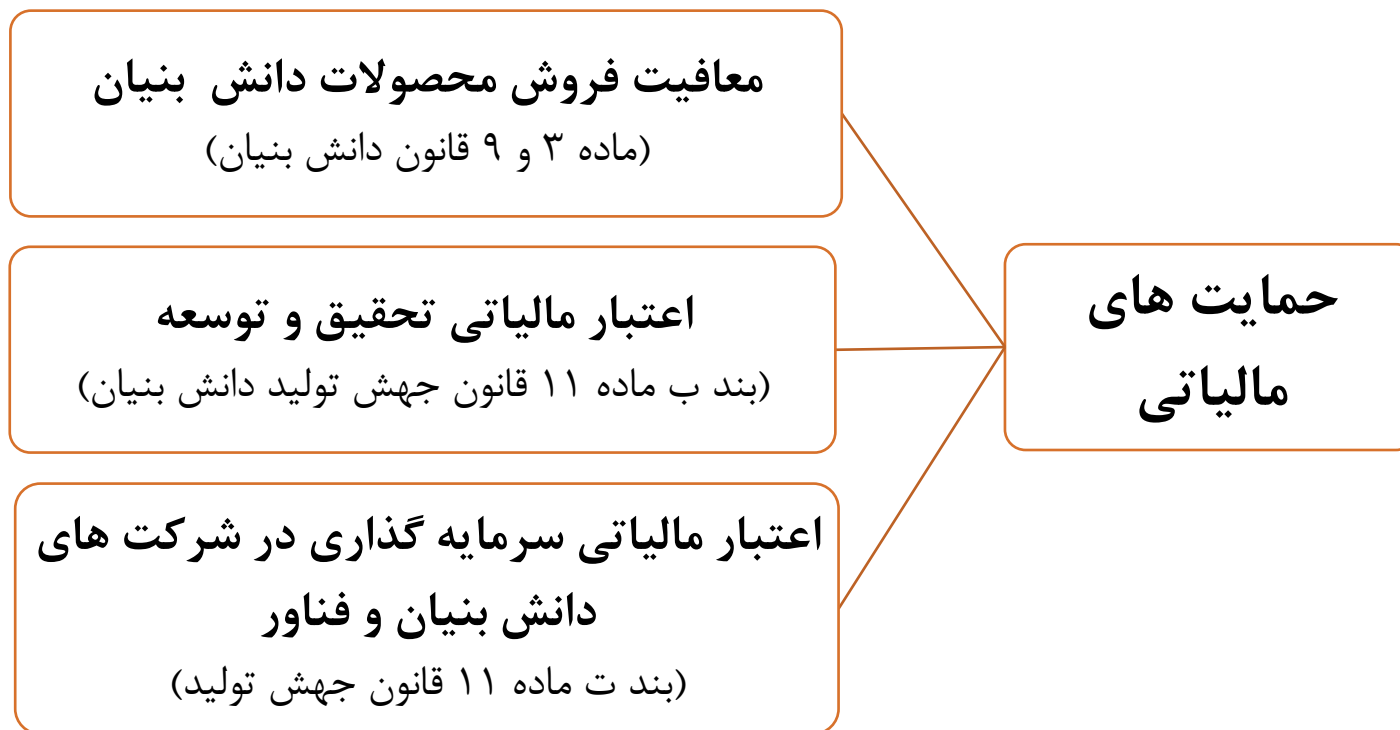 حمایت های
مالیاتی
معافیت فروش محصولات دانش بنیان
(ماده ۳ و ۹ قانون دانش بنیان)
اعتبار مالیاتی تحقیق و توسعه
(بند ب ماده ۱۱ قانون جهش تولید دانش بنیان)
اعتبار مالیاتی سرمایه گذاری در شرکت های
دانش بنیان و فناور
(بند ت ماده ۱۱ قانون جهش تولید)